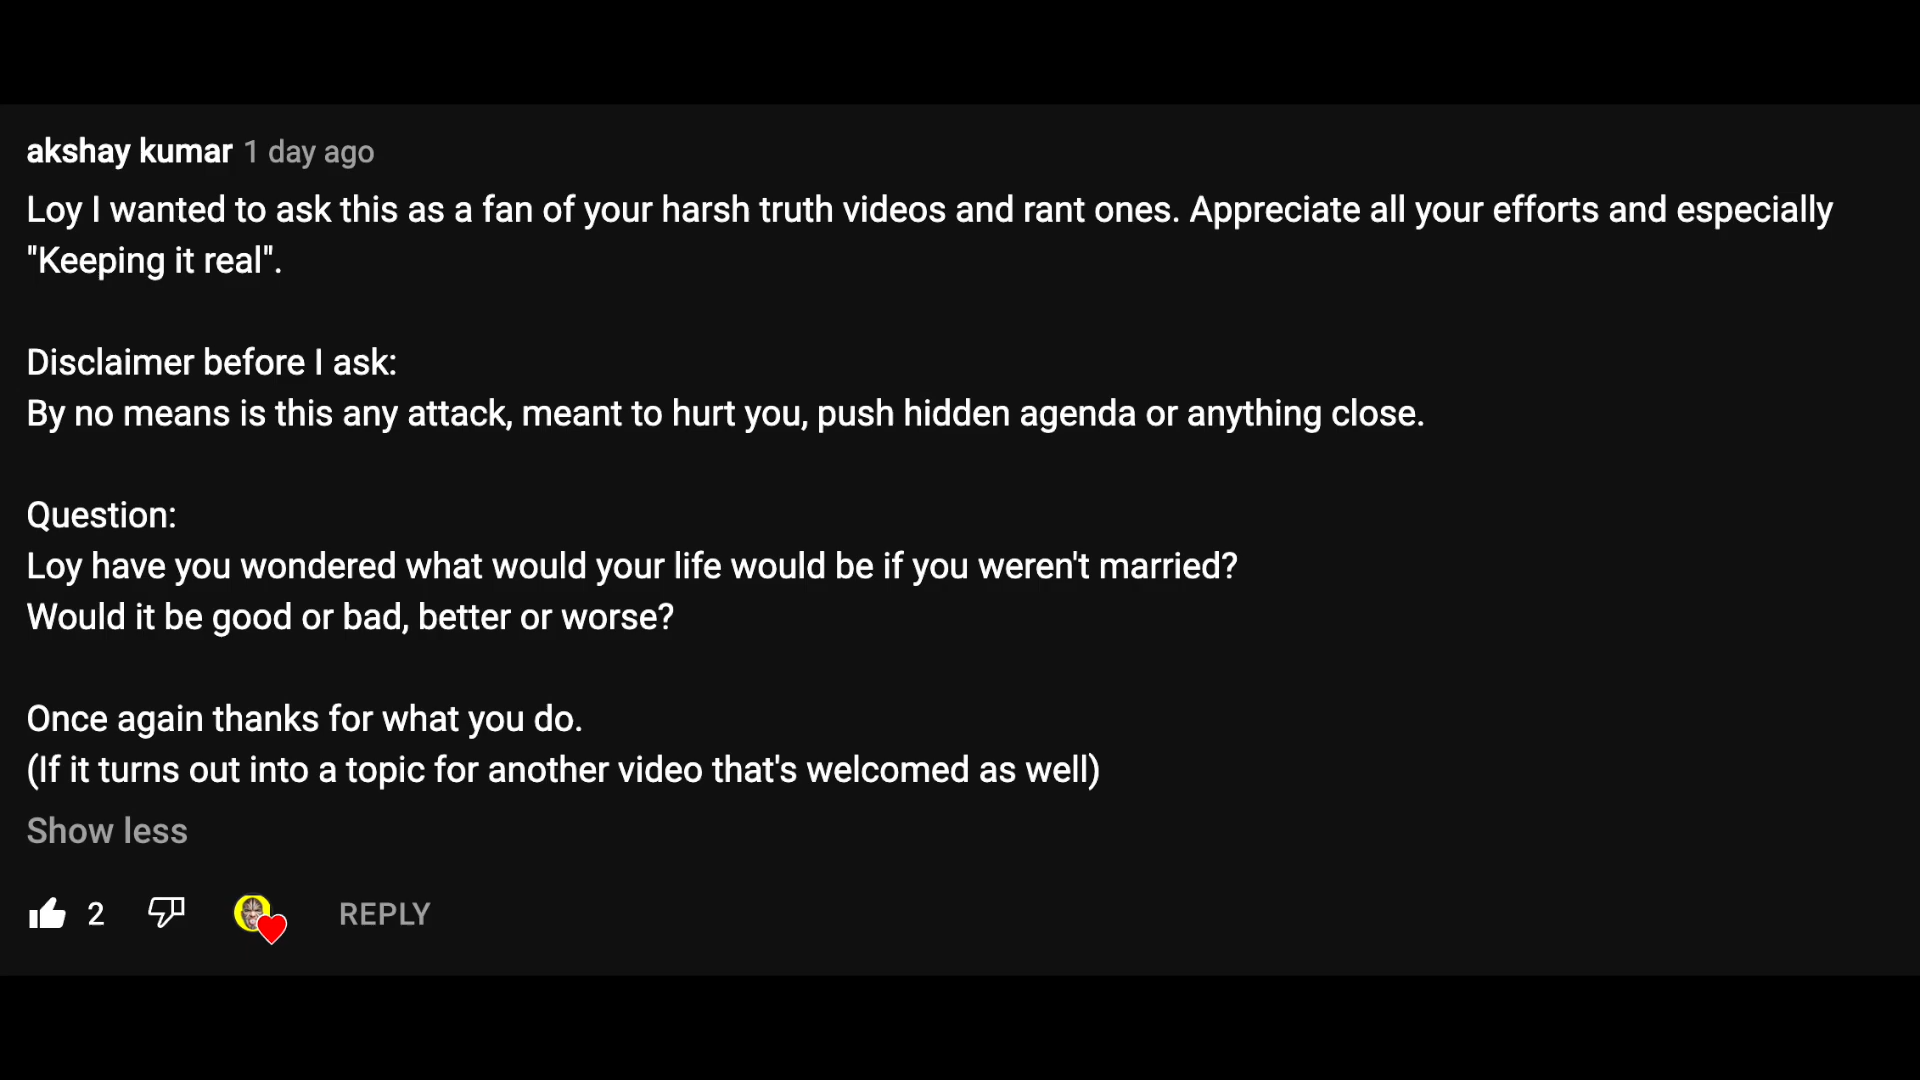 akshay kumar 1 day ago
Loy I wanted to ask this as a fan of your harsh truth videos and rant ones. Appreciate all your efforts and especially
"Keeping it real".
Disclaimer before I ask:
By no means is this any attack, meant to hurt you, push hidden agenda or anything close.
Question:
Loy have you wondered what would your life would be if you weren't married?
Would it be good or bad, better or worse?
Once again thanks for what you do.
(If it turns out into a topic for another video that's welcomed as well)
Show less
2 REPLY